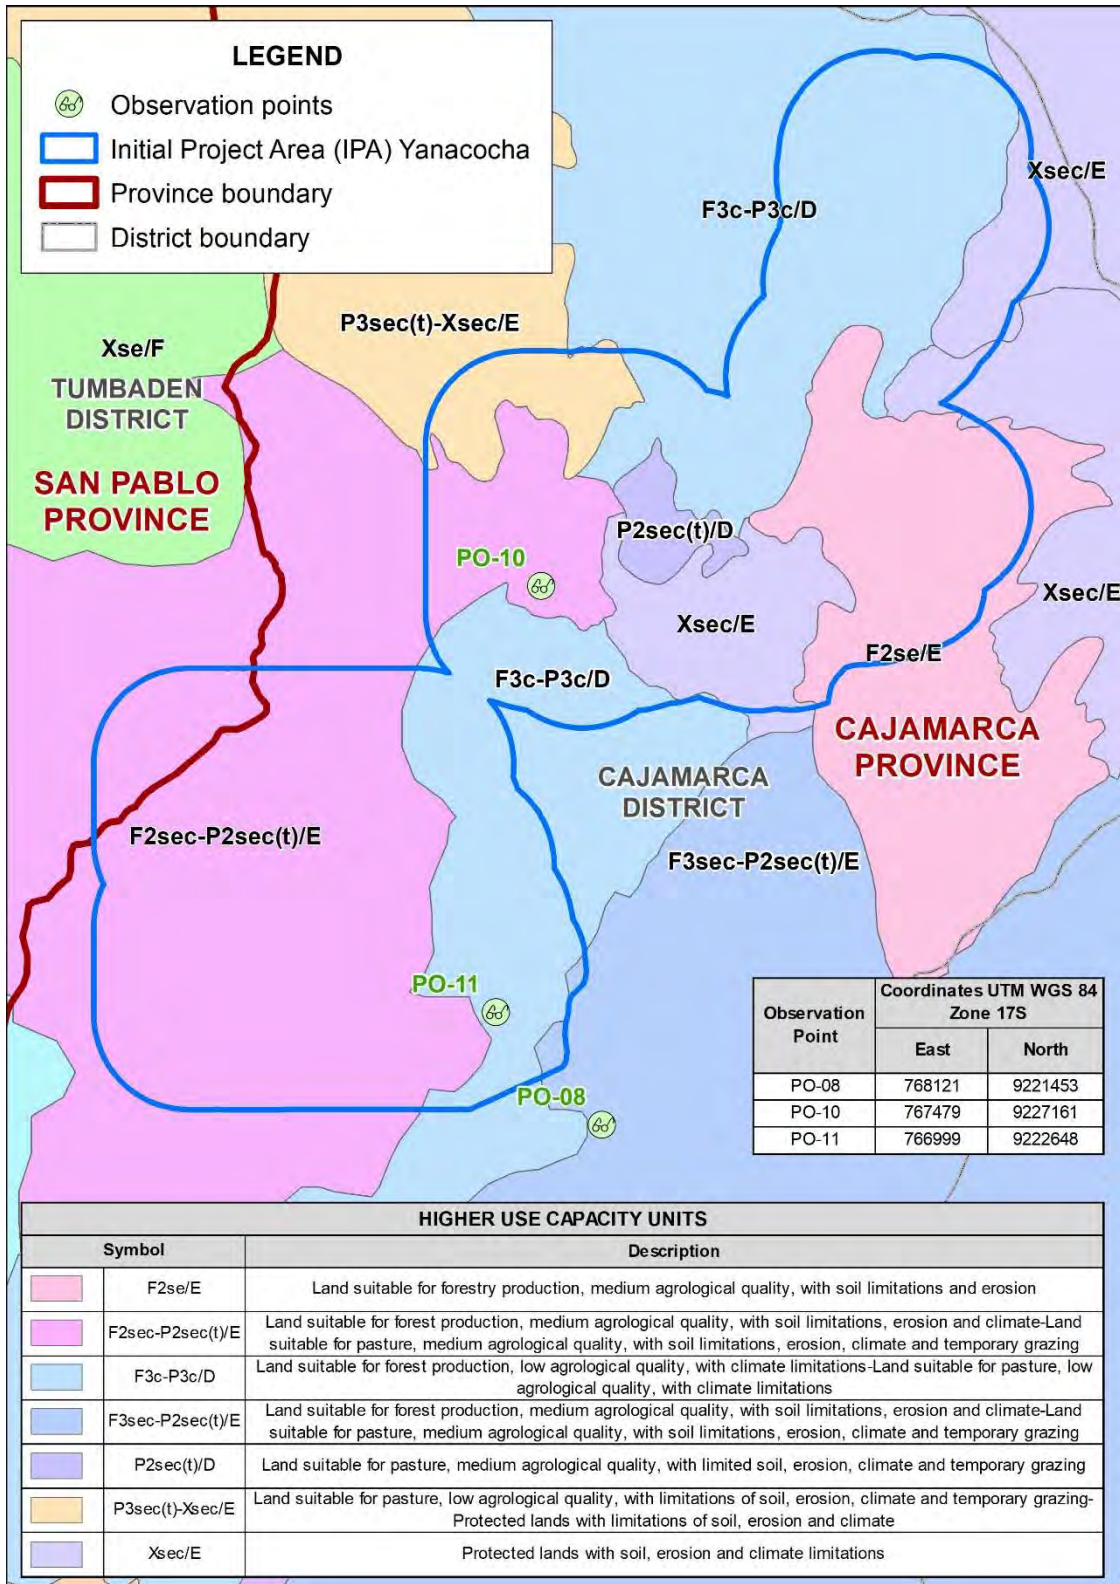 LEGEND
Observation points
Initial Project Area (IPA) Yanacocha
Province boundary
District boundary
Xsec/E
F3c-P3c/D
P3sec(t)-Xsec/E
Xse/F
TUMBADEN
DISTRICT
SAN PABLO
PROVINCE
P2sec(t)/D
PO-10
Xsec/E
Xsec/E
F2se/E
F3c-P3c/D
CAJAMARCA
PROVINCE
CAJAMARCA
DISTRICT
F2sec-P2sec(t)/E
F3sec-P2sec(t)/E
PO-11
PO-08
Observation
Point
Coordinates UTM WGS 84
Zone 17S
East North
PO-08 768121 9221453
PO-10 767479 9227161
PO-11 766999 9222648
HIGHER USE CAPACITY UNITS
Symbol Description
F2se/E Land suitable for forestry production, medium agrological quality, with soil limitations and erosion
F2sec-P2sec(t)/E Land suitable for forest production, medium agrological quality, with soil limitations, erosion and climate-Land
suitable for pasture, medium agrological quality, with soil limitations, erosion, climate and temporary grazing
F3c-P3c/D Land suitable for forest production, low agrological quality, with climate limitations-Land suitable for pasture, low
agrological quality, with climate limitations
F3sec-P2sec(t)/E Land suitable for forest production, medium agrological quality, with soil limitations, erosion and climate-Land
suitable for pasture, medium agrological quality, with soil limitations, erosion, climate and temporary grazing
P2sec(t)/D Land suitable for pasture, medium agrological quality, with limited soil, erosion, climate and temporary grazing
P3sec(t)-Xsec/E Land suitable for pasture, low agrological quality, with limitations of soil, erosion, climate and temporary grazing-
Protected lands with limitations of soil, erosion and climate
Xsec/E Protected lands with soil, erosion and climate limitations